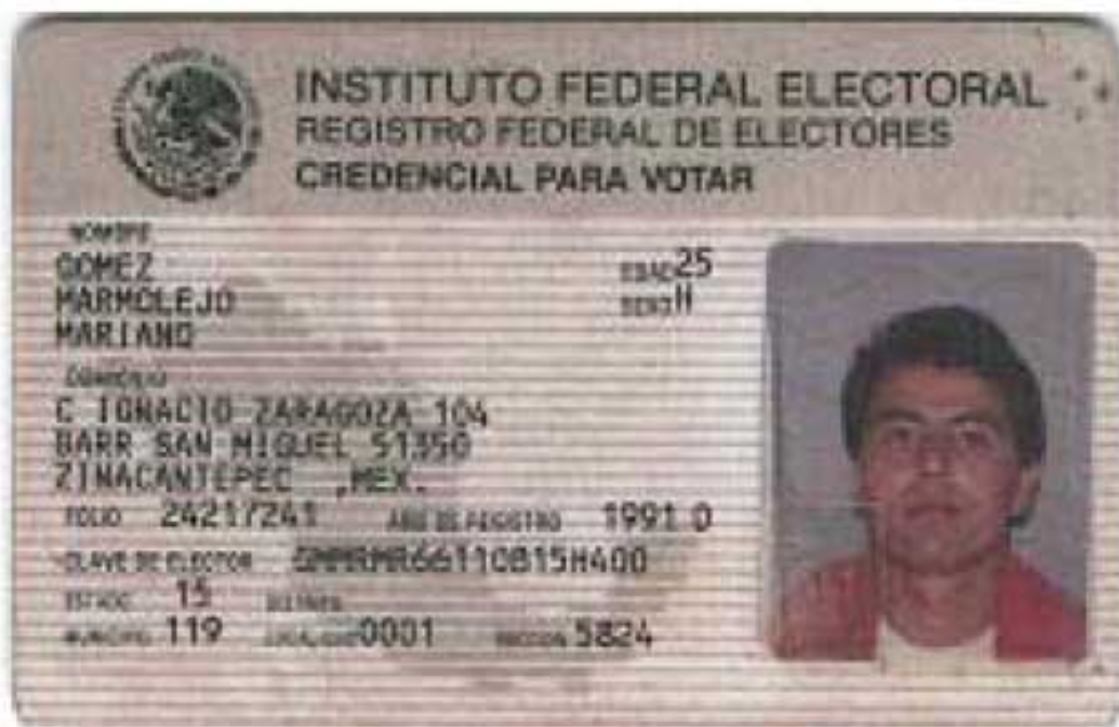 INSTITUTO FEDERAL ELECTORAL
REGISTRO FEDERAL DE ELECTORES
CREDENCIAL PARA VOTAR
NOMBRE
GOMEZ
EDAD 25
MARMOLEJO
SEXO H
MARIANO
DOMICILIO
C IGNACIO ZARAGOZA 104
BARR SAN MIGUEL 51350
ZINACANTEPEC ,MEX.
FOLIO 24217241 AÑO DE REGISTRO 1991 0
CLAVE DE ELECTOR GMMRMR66110815H400
ESTADO 15 DISTRITO
MUNICIPIO 119 LOCALIDAD 0001 SECCION 5824